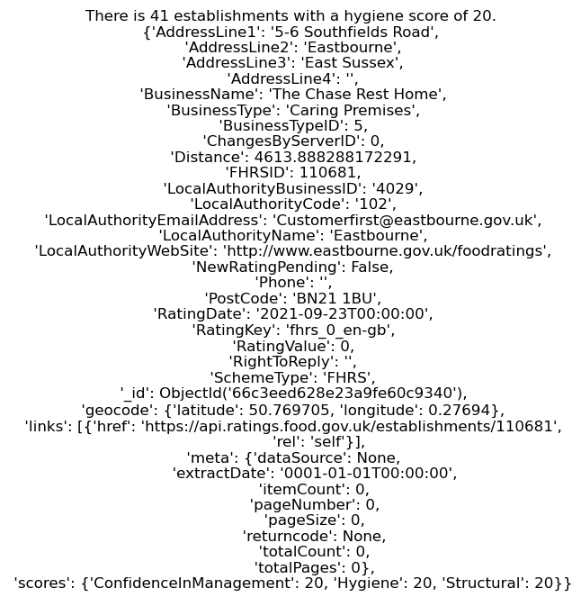 There is 41 establishments with a hygiene score of 20.
{'AddressLine1': '5-6 Southfields Road',
'AddressLine2': 'Eastbourne',
'AddressLine3': 'East Sussex',
'AddressLine4': '',
'BusinessName': 'The Chase Rest Home',
'BusinessType': 'Caring Premises',
'BusinessTypeID': 5,
'ChangesByServerID': 0,
'Distance': 4613.888288172291,
'FHRSID': 110681,
'LocalAuthorityBusinessID': '4029',
'LocalAuthorityCode': '102',
'LocalAuthorityEmailAddress': 'Customerfirst@eastbourne.gov.uk',
'LocalAuthorityName': 'Eastbourne',
'LocalAuthorityWebSite': 'http://www.eastbourne.gov.uk/foodratings',
'NewRatingPending': False,
'Phone': '',
'PostCode': 'BN21 1BU',
'RatingDate': '2021-09-23T00:00:00',
'RatingKey': 'fhrs_0_en-gb',
'RatingValue': 0,
'RightToReply': '',
'SchemeType': 'FHRS',
'_id': ObjectId('66c3eed628e23a9fe60c9340'),
'geocode': {'latitude': 50.769705, 'longitude': 0.27694},
'links': [{'href': 'https://api.ratings.food.gov.uk/establishments/110681',
'rel': 'self'}],
'meta': {'dataSource': None,
'extractDate': '0001-01-01T00:00:00',
'itemCount': 0,
'pageNumber': 0,
'pageSize': 0,
'returncode': None,
'totalCount': 0,
'totalPages': 0},
'scores': {'ConfidenceInManagement': 20, 'Hygiene': 20, 'Structural': 20}}